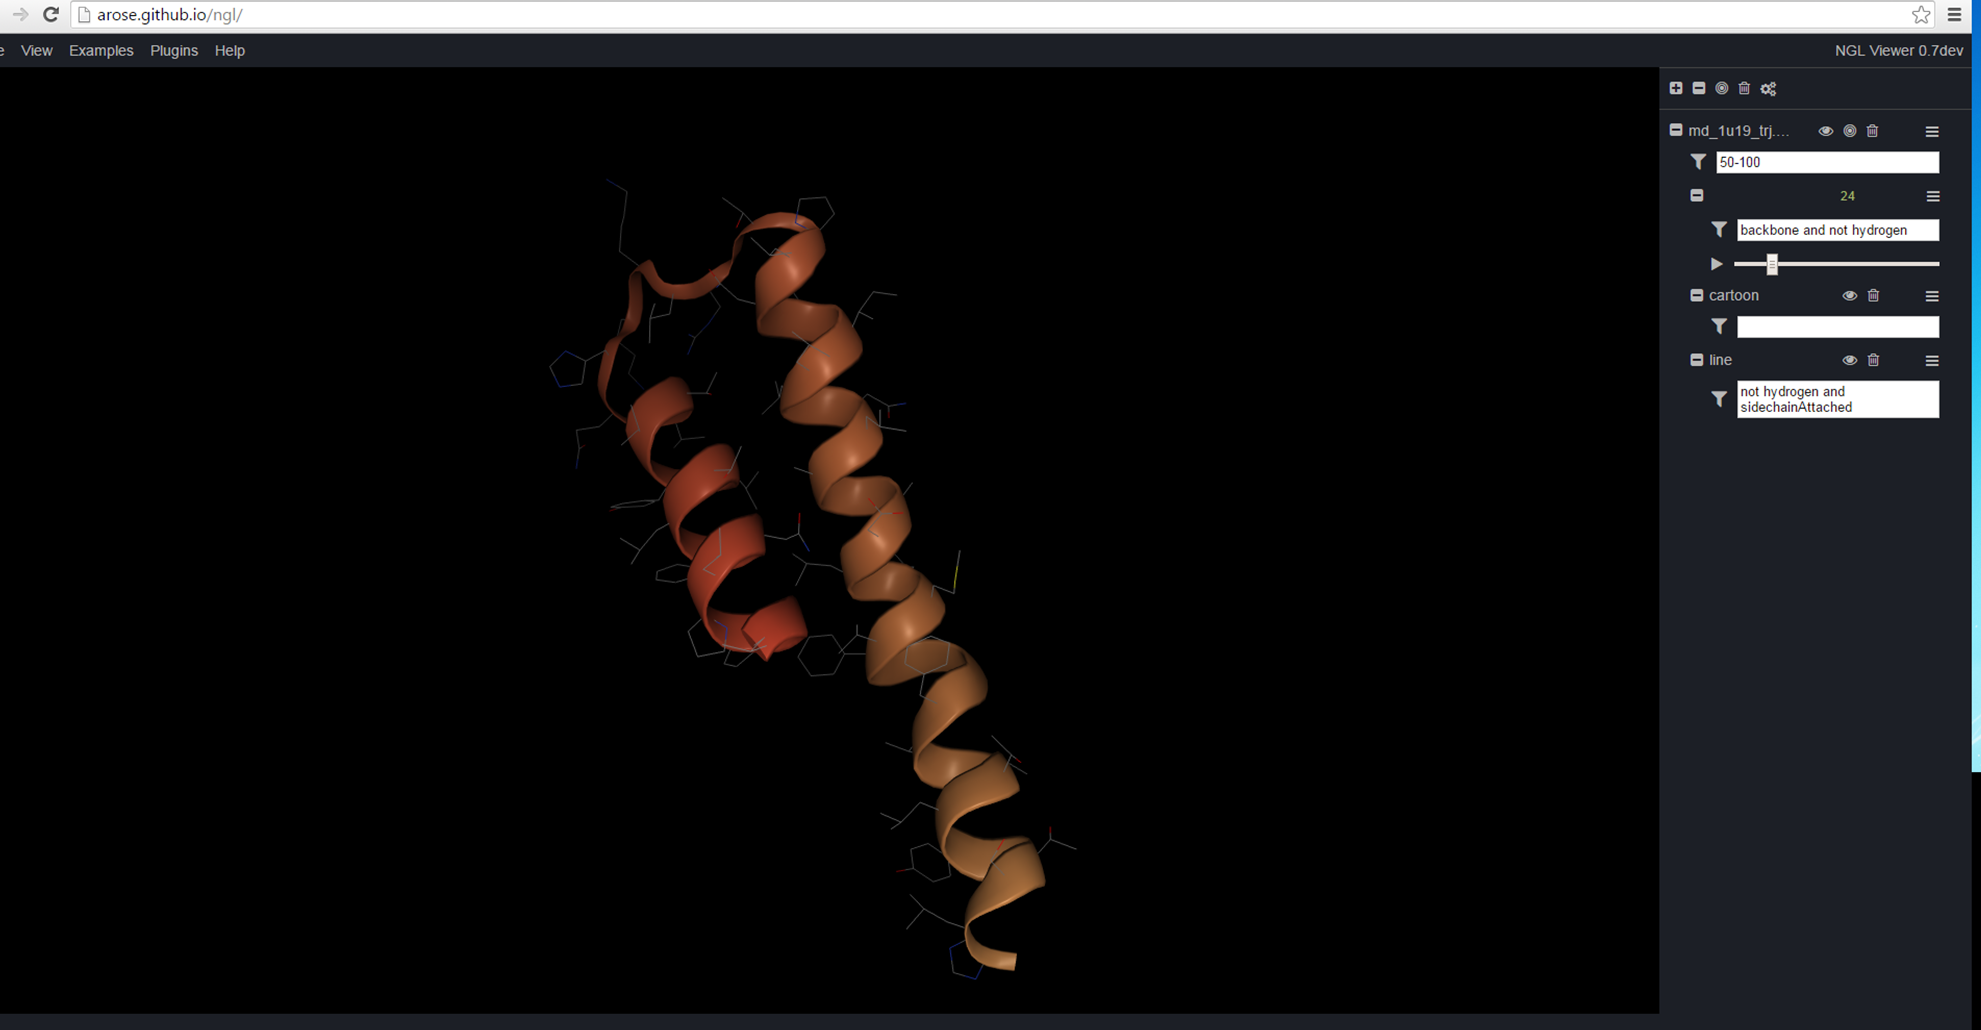 arose.github.io/ngl/
e View Examples Plugins Help
NGL Viewer 0.7dev
md_1u19_trj....
50-100
24
backbone and not hydrogen
cartoon
line
not hydrogen and
sidechainAttached